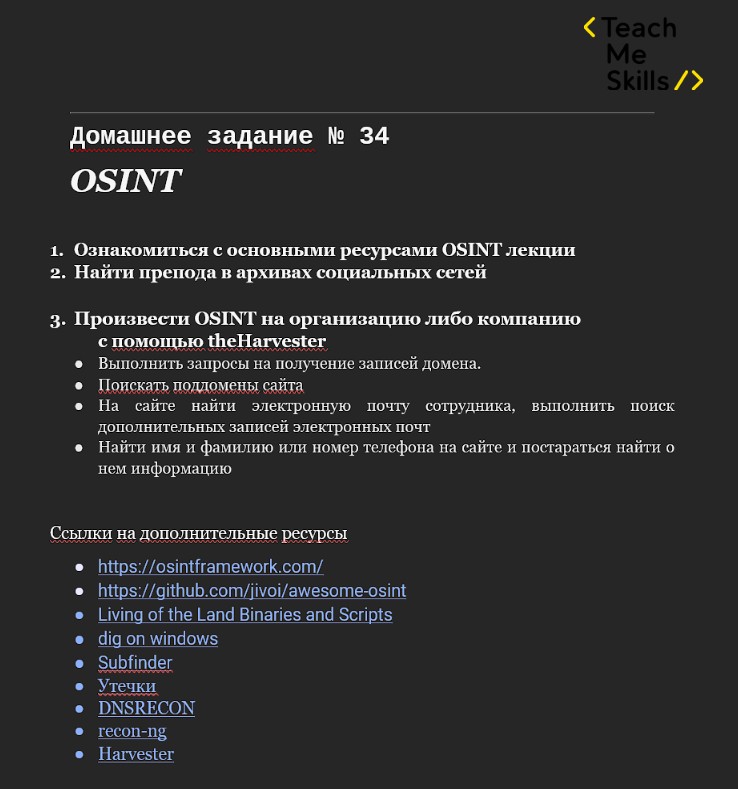 < Teach
Me
Skills />
Домашнее задание № 34
OSINT
1. Ознакомиться с основными ресурсами OSINT лекции
2. Найти препода в архивах социальных сетей
3. Произвести OSINT на организацию либо компанию
с помощью theHarvester
● Выполнить запросы на получение записей домена.
● Поискать поддомены сайта
● На сайте найти электронную почту сотрудника, выполнить поиск
дополнительных записей электронных почт
● Найти имя и фамилию или номер телефона на сайте и постараться найти о
нем информацию
Ссылки на дополнительные ресурсы
● https://osintframework.com/
● https://github.com/jivoi/awesome-osint
● Living of the Land Binaries and Scripts
● dig on windows
● Subfinder
● Утечки
● DNSRECON
● recon-ng
● Harvester